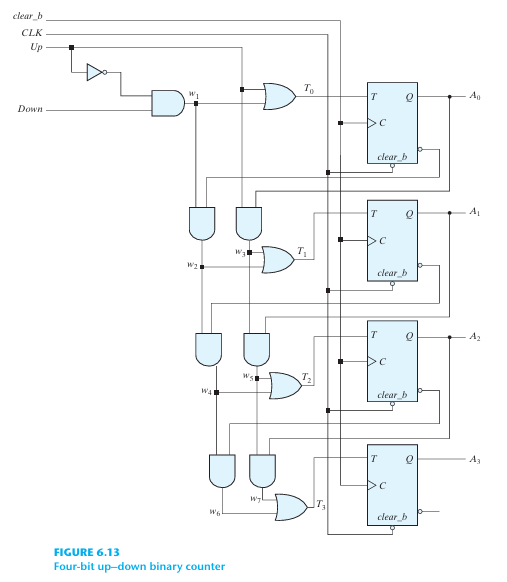 clear_b
CLK
Up
Down
w1
T0
T
Q
A0
C
clear_b
w3
T1
w2
T
Q
A1
C
clear_b
w5
T2
w4
T
Q
A2
C
clear_b
w7
T3
w6
T
Q
A3
C
clear_b
FIGURE 6.13
Four-bit up–down binary counter